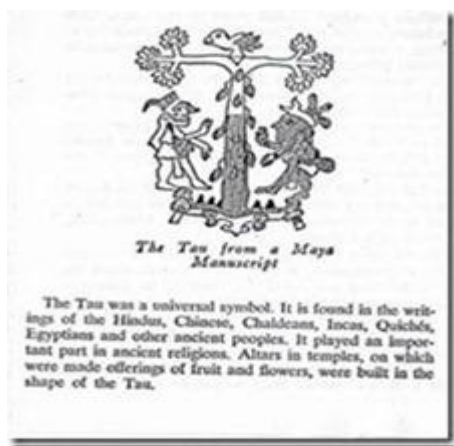 The Tau from a Maya
Manuscript
The Tau was a universal symbol. It is found in the writ-
ings of the Hindus, Chinese, Chaldeans, Incas, Quichés,
Egyptians and other ancient peoples. It played an impor-
tant part in ancient religions. Altars in temples, on which
were made offerings of fruit and flowers, were built in the
shape of the Tau.